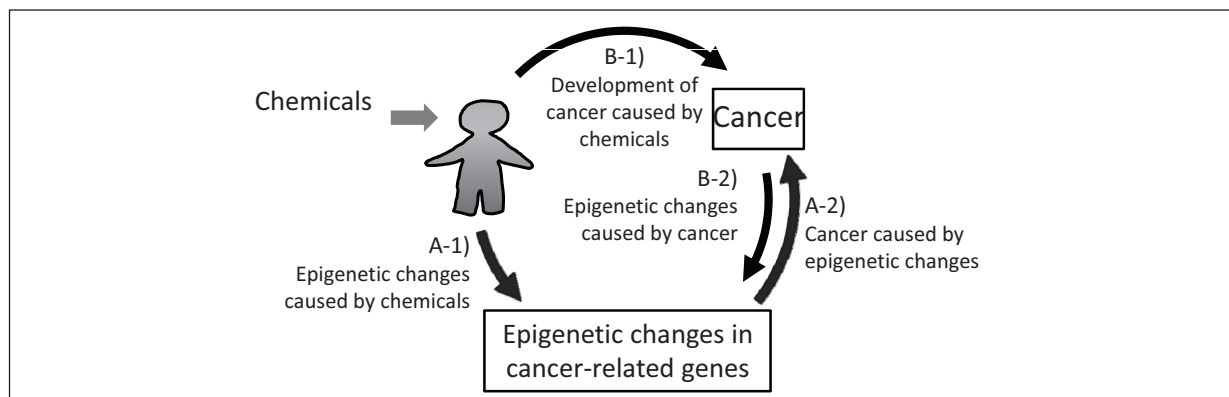 Chemicals
B-1)
Development of
cancer caused by
chemicals
Cancer
B-2)
Epigenetic changes
caused by cancer
A-2)
Cancer caused by
epigenetic changes
A-1)
Epigenetic changes
caused by chemicals
Epigenetic changes in
cancer-related genes